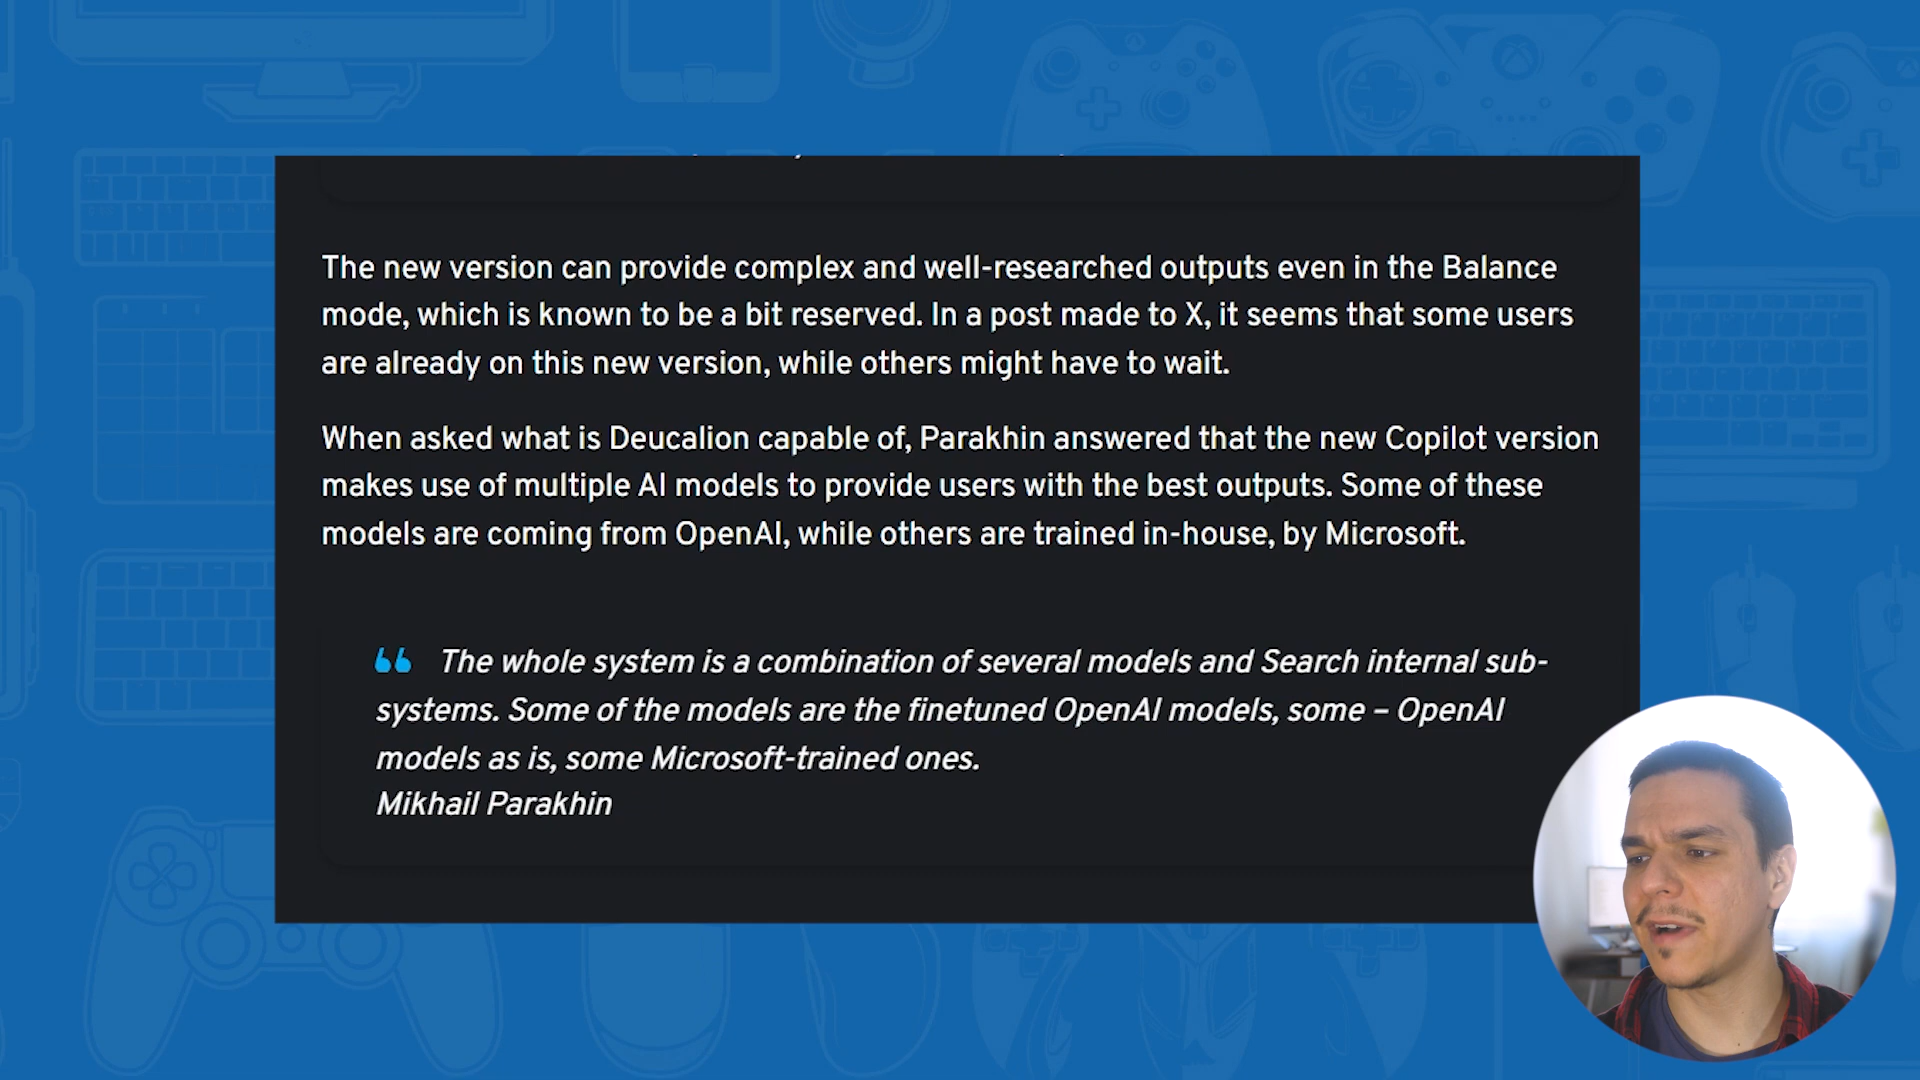 The new version can provide complex and well-researched outputs even in the Balance
mode, which is known to be a bit reserved. In a post made to X, it seems that some users
are already on this new version, while others might have to wait.
When asked what is Deucalion capable of, Parakhin answered that the new Copilot version
makes use of multiple AI models to provide users with the best outputs. Some of these
models are coming from OpenAI, while others are trained in-house, by Microsoft.
“ The whole system is a combination of several models and Search internal sub-
systems. Some of the models are the finetuned OpenAI models, some – OpenAI
models as is, some Microsoft-trained ones.
Mikhail Parakhin